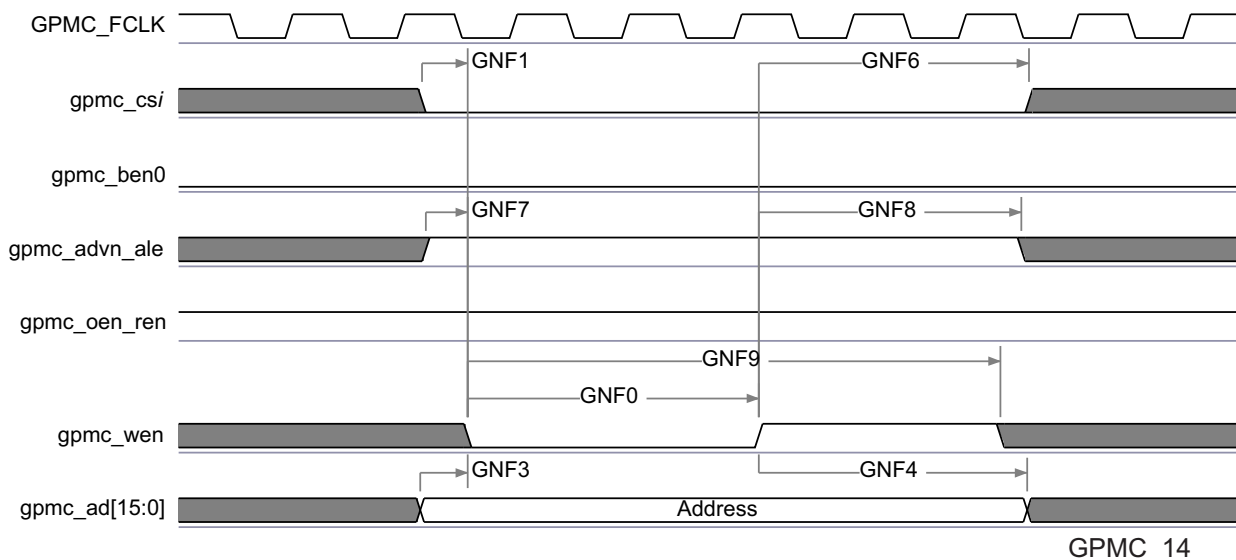 GPMC_FCLK
GNF1
GNF6
gpmc_csi
gpmc_ben0
GNF7
GNF8
gpmc_advn_ale
gpmc_oen_ren
GNF9
GNF0
gpmc_wen
GNF3
GNF4
gpmc_ad[15:0]
Address
GPMC_14